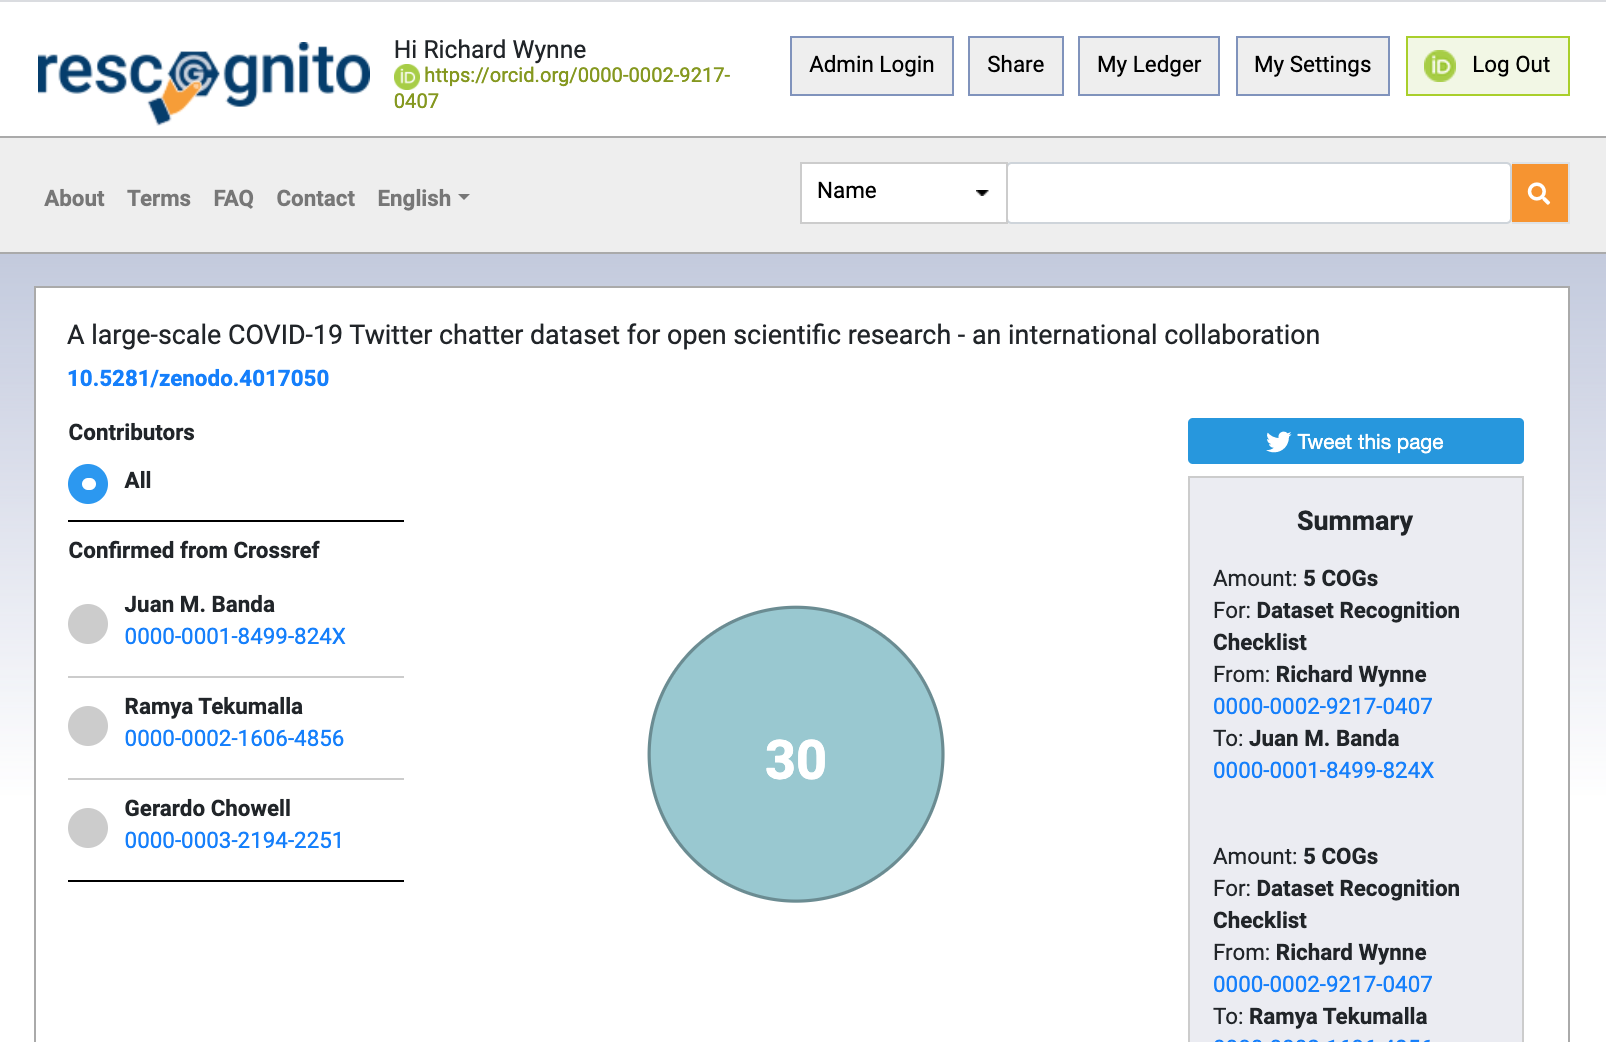 rescognito
Hi Richard Wynne
iD https://orcid.org/0000-0002-9217-
0407
Admin Login
Share
My Ledger
My Settings
iD Log Out
About Terms FAQ Contact English
Name
A large-scale COVID-19 Twitter chatter dataset for open scientific research - an international collaboration
10.5281/zenodo.4017050
Contributors
All
Confirmed from Crossref
Juan M. Banda
0000-0001-8499-824X
Ramya Tekumalla
0000-0002-1606-4856
Gerardo Chowell
0000-0003-2194-2251
30
Tweet this page
Summary
Amount: 5 COGs
For: Dataset Recognition
Checklist
From: Richard Wynne
0000-0002-9217-0407
To: Juan M. Banda
0000-0001-8499-824X
Amount: 5 COGs
For: Dataset Recognition
Checklist
From: Richard Wynne
0000-0002-9217-0407
To: Ramya Tekumalla